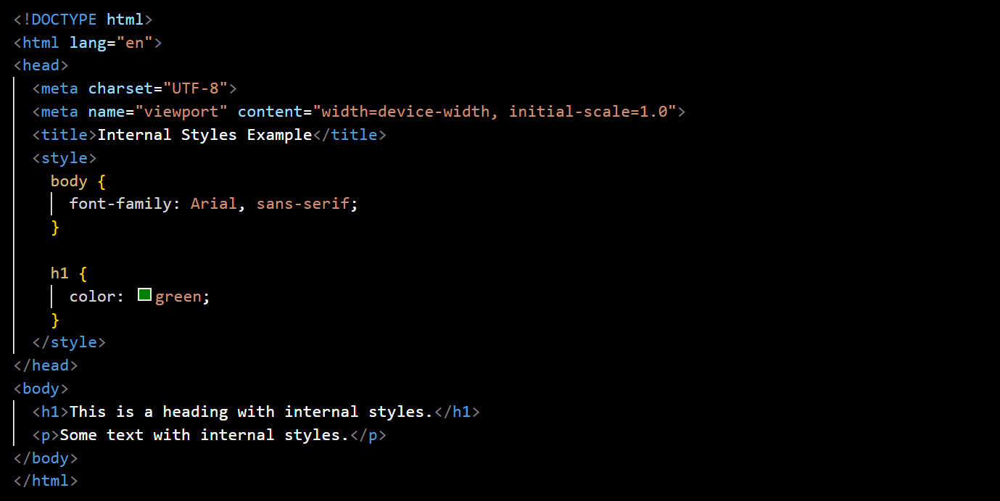 <!DOCTYPE html>
<html lang="en">
<head>
  <meta charset="UTF-8">
  <meta name="viewport" content="width=device-width, initial-scale=1.0">
  <title>Internal Styles Example</title>
  <style>
    body {
      font-family: Arial, sans-serif;
    }

    h1 {
      color: green;
    }
  </style>
</head>
<body>
  <h1>This is a heading with internal styles.</h1>
  <p>Some text with internal styles.</p>
</body>
</html>